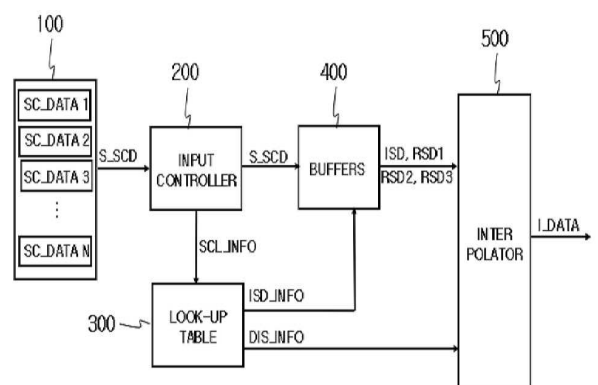 100
SC_DATA 1
SC_DATA 2
SC_DATA 3
⋮
SC_DATA N
S_SCD
200
INPUT
CONTROLLER
S_SCD
400
BUFFERS
ISD, RSD1
RSD2, RSD3
500
INTER
POLATOR
I_DATA
SCL_INFO
300
LOOK-UP
TABLE
ISD_INFO
DIS_INFO